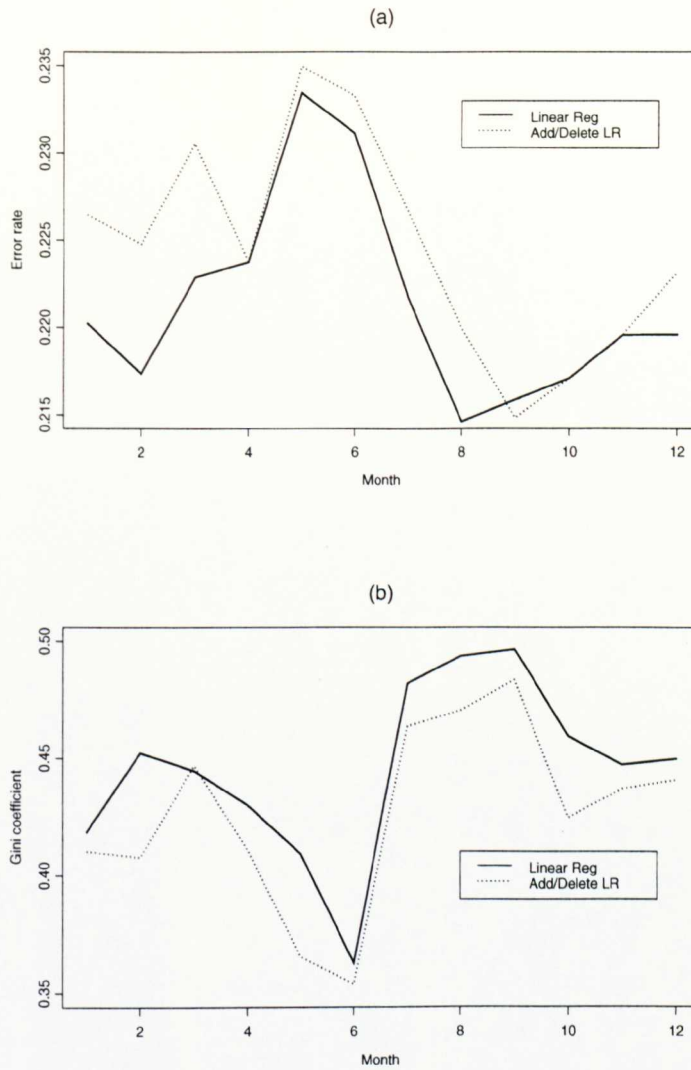 (a)
0.235
0.230
0.225
0.220
0.215
Error rate
Linear Reg
Add/Delete LR
2 4 6 8 10 12
Month
(b)
0.50
0.45
0.40
0.35
Gini coefficient
Linear Reg
Add/Delete LR
2 4 6 8 10 12
Month